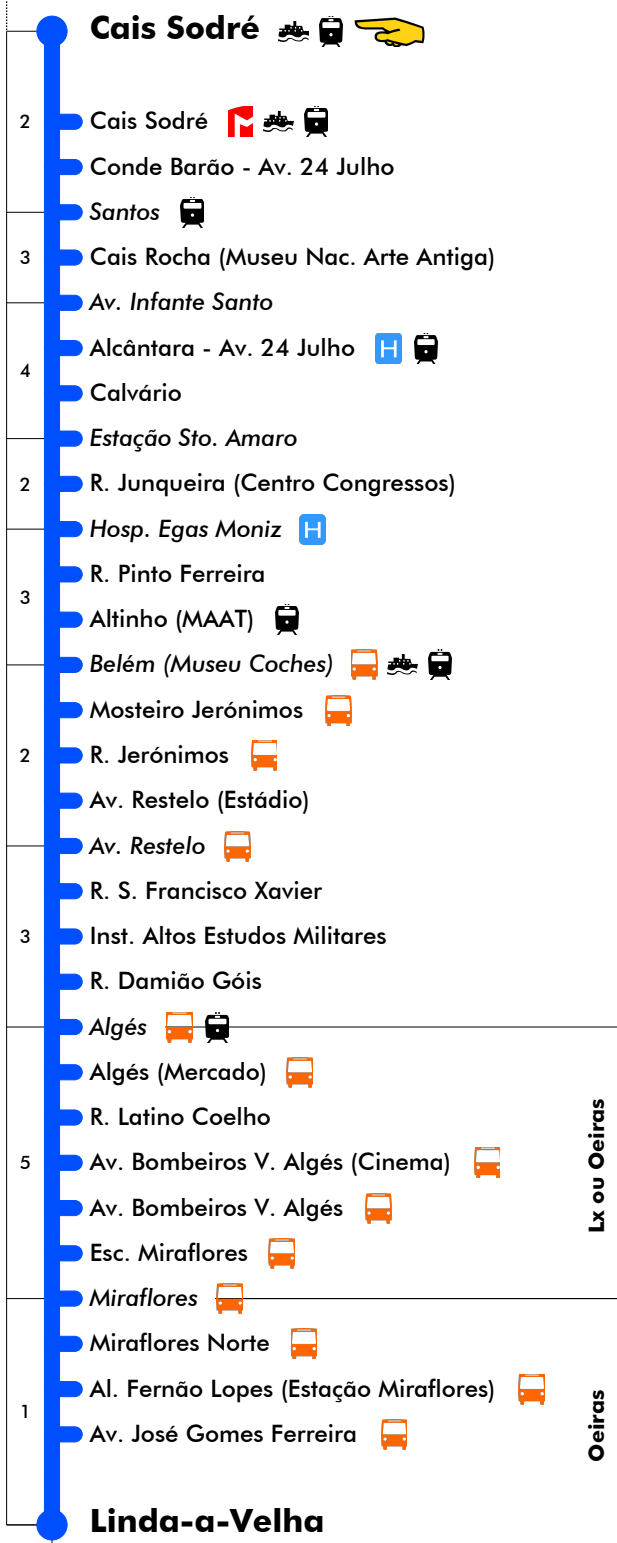 Cais Sodré
2
Cais Sodré
Conde Barão - Av. 24 Julho
Santos
3
Cais Rocha (Museu Nac. Arte Antiga)
Av. Infante Santo
Alcântara - Av. 24 Julho H
4
Calvário
Estação Sto. Amaro
2
R. Junqueira (Centro Congressos)
Hosp. Egas Moniz H
R. Pinto Ferreira
3
Altinho (MAAT)
Belém (Museu Coches)
Mosteiro Jerónimos
2
R. Jerónimos
Av. Restelo (Estádio)
Av. Restelo
R. S. Francisco Xavier
3
Inst. Altos Estudos Militares
R. Damião Góis
Algés
Algés (Mercado)
R. Latino Coelho
5
Av. Bombeiros V. Algés (Cinema)
Lx ou Oeiras
Av. Bombeiros V. Algés
Esc. Miraflores
Miraflores
Miraflores Norte
Al. Fernão Lopes (Estação Miraflores)
1
Oeiras
Av. José Gomes Ferreira
Linda-a-Velha